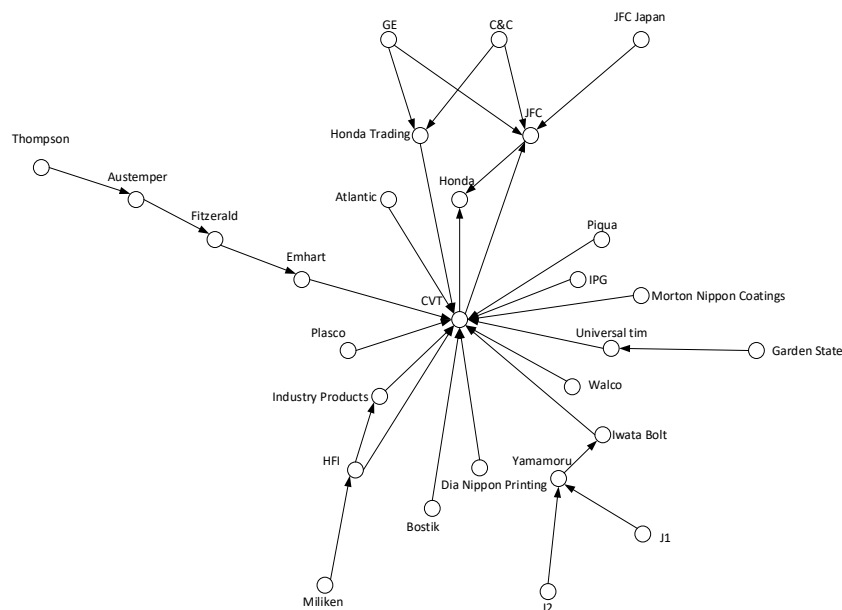 GE
C&C
JFC Japan
JFC
Honda Trading
Thompson
Austemper
Honda
Atlantic
Fitzerald
Piqua
Emhart
IPG
CVT
Morton Nippon Coatings
Plasco
Universal tim
Garden State
Walco
Industry Products
Iwata Bolt
HFI
Yamamoru
Dia Nippon Printing
Bostik
J1
Miliken
J2